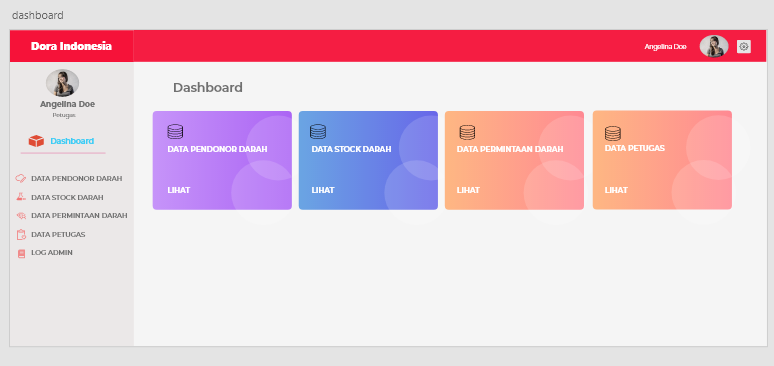 dashboard
Dora Indonesia
Angelina Doe
Angelina Doe
Petugas
Dashboard
DATA PENDONOR DARAH
DATA STOCK DARAH
DATA PERMINTAAN DARAH
DATA PETUGAS
LOG ADMIN
Dashboard
DATA PENDONOR DARAH
LIHAT
DATA STOCK DARAH
LIHAT
DATA PERMINTAAN DARAH
LIHAT
DATA PETUGAS
LIHAT